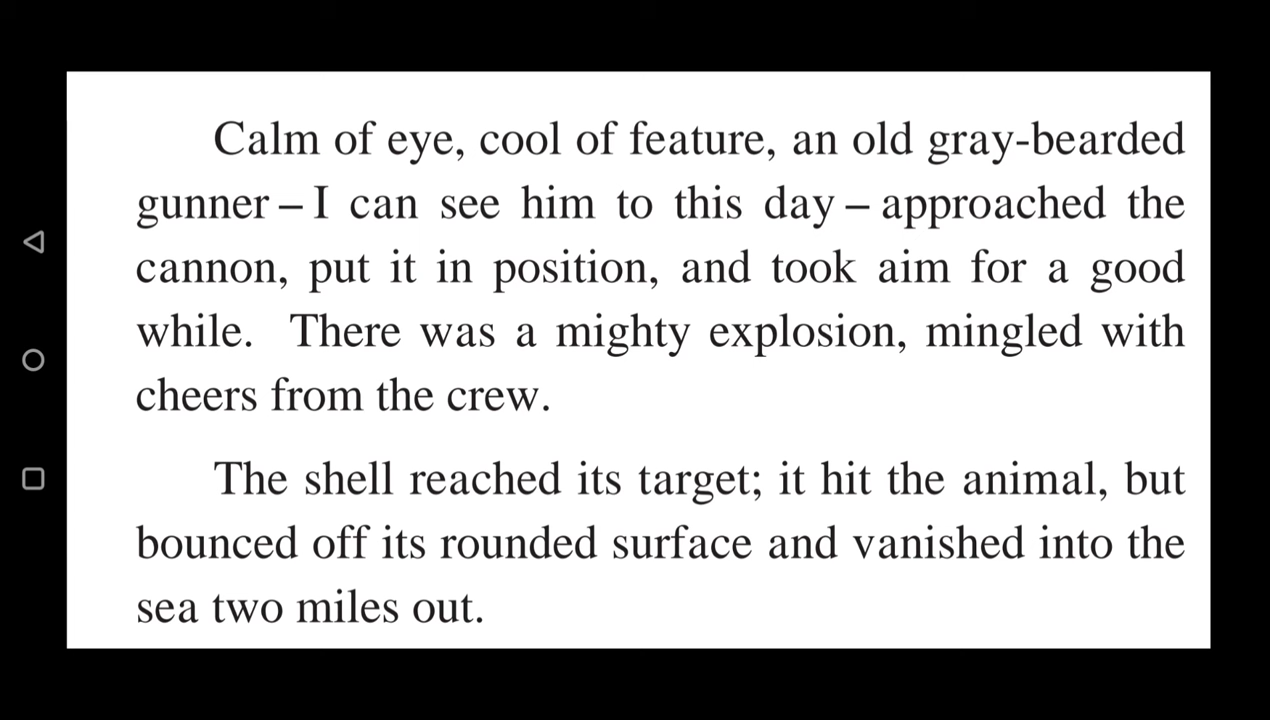 Calm of eye, cool of feature, an old gray-bearded
gunner – I can see him to this day – approached the
cannon, put it in position, and took aim for a good
while. There was a mighty explosion, mingled with
cheers from the crew.
The shell reached its target; it hit the animal, but
bounced off its rounded surface and vanished into the
sea two miles out.